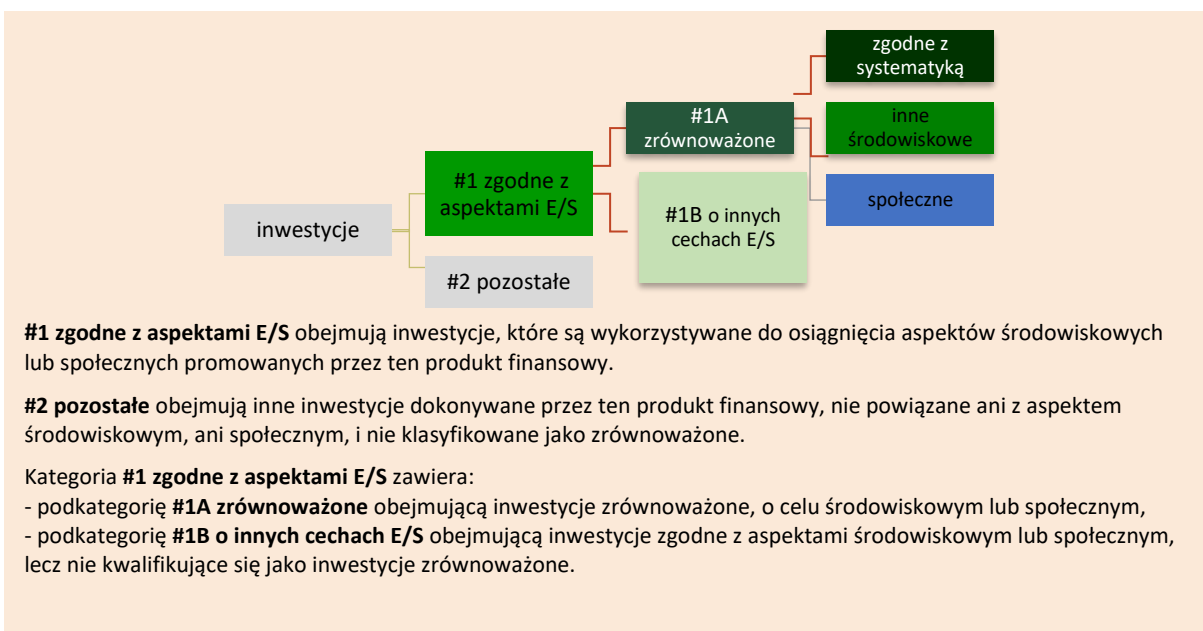 zgodne z
systematyką
#1A
zrównoważone
inne
środowiskowe
#1 zgodne z
aspektami E/S
społeczne
#1B o innych
cechach E/S
inwestycje
#2 pozostałe
#1 zgodne z aspektami E/S obejmują inwestycje, które są wykorzystywane do osiągnięcia aspektów środowiskowych
lub społecznych promowanych przez ten produkt finansowy.
#2 pozostałe obejmują inne inwestycje dokonywane przez ten produkt finansowy, nie powiązane ani z aspektem
środowiskowym, ani społecznym, i nie klasyfikowane jako zrównoważone.
Kategoria #1 zgodne z aspektami E/S zawiera:
- podkategorię #1A zrównoważone obejmującą inwestycje zrównoważone, o celu środowiskowym lub społecznym,
- podkategorię #1B o innych cechach E/S obejmującą inwestycje zgodne z aspektami środowiskowym lub społecznym,
lecz nie kwalifikujące się jako inwestycje zrównoważone.